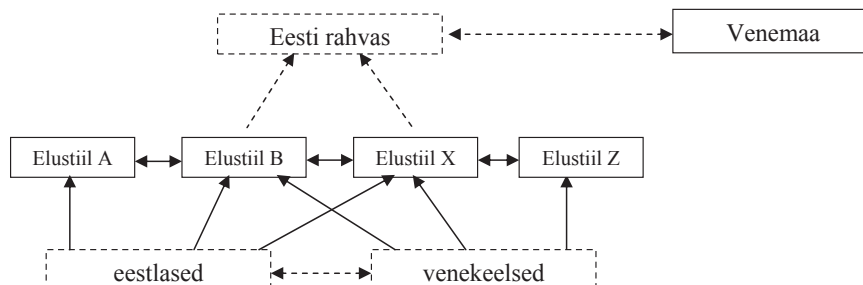 Eesti rahvas
Venemaa
Elustiil A
Elustiil B
Elustiil X
Elustiil Z
eestlased
venekeelsed